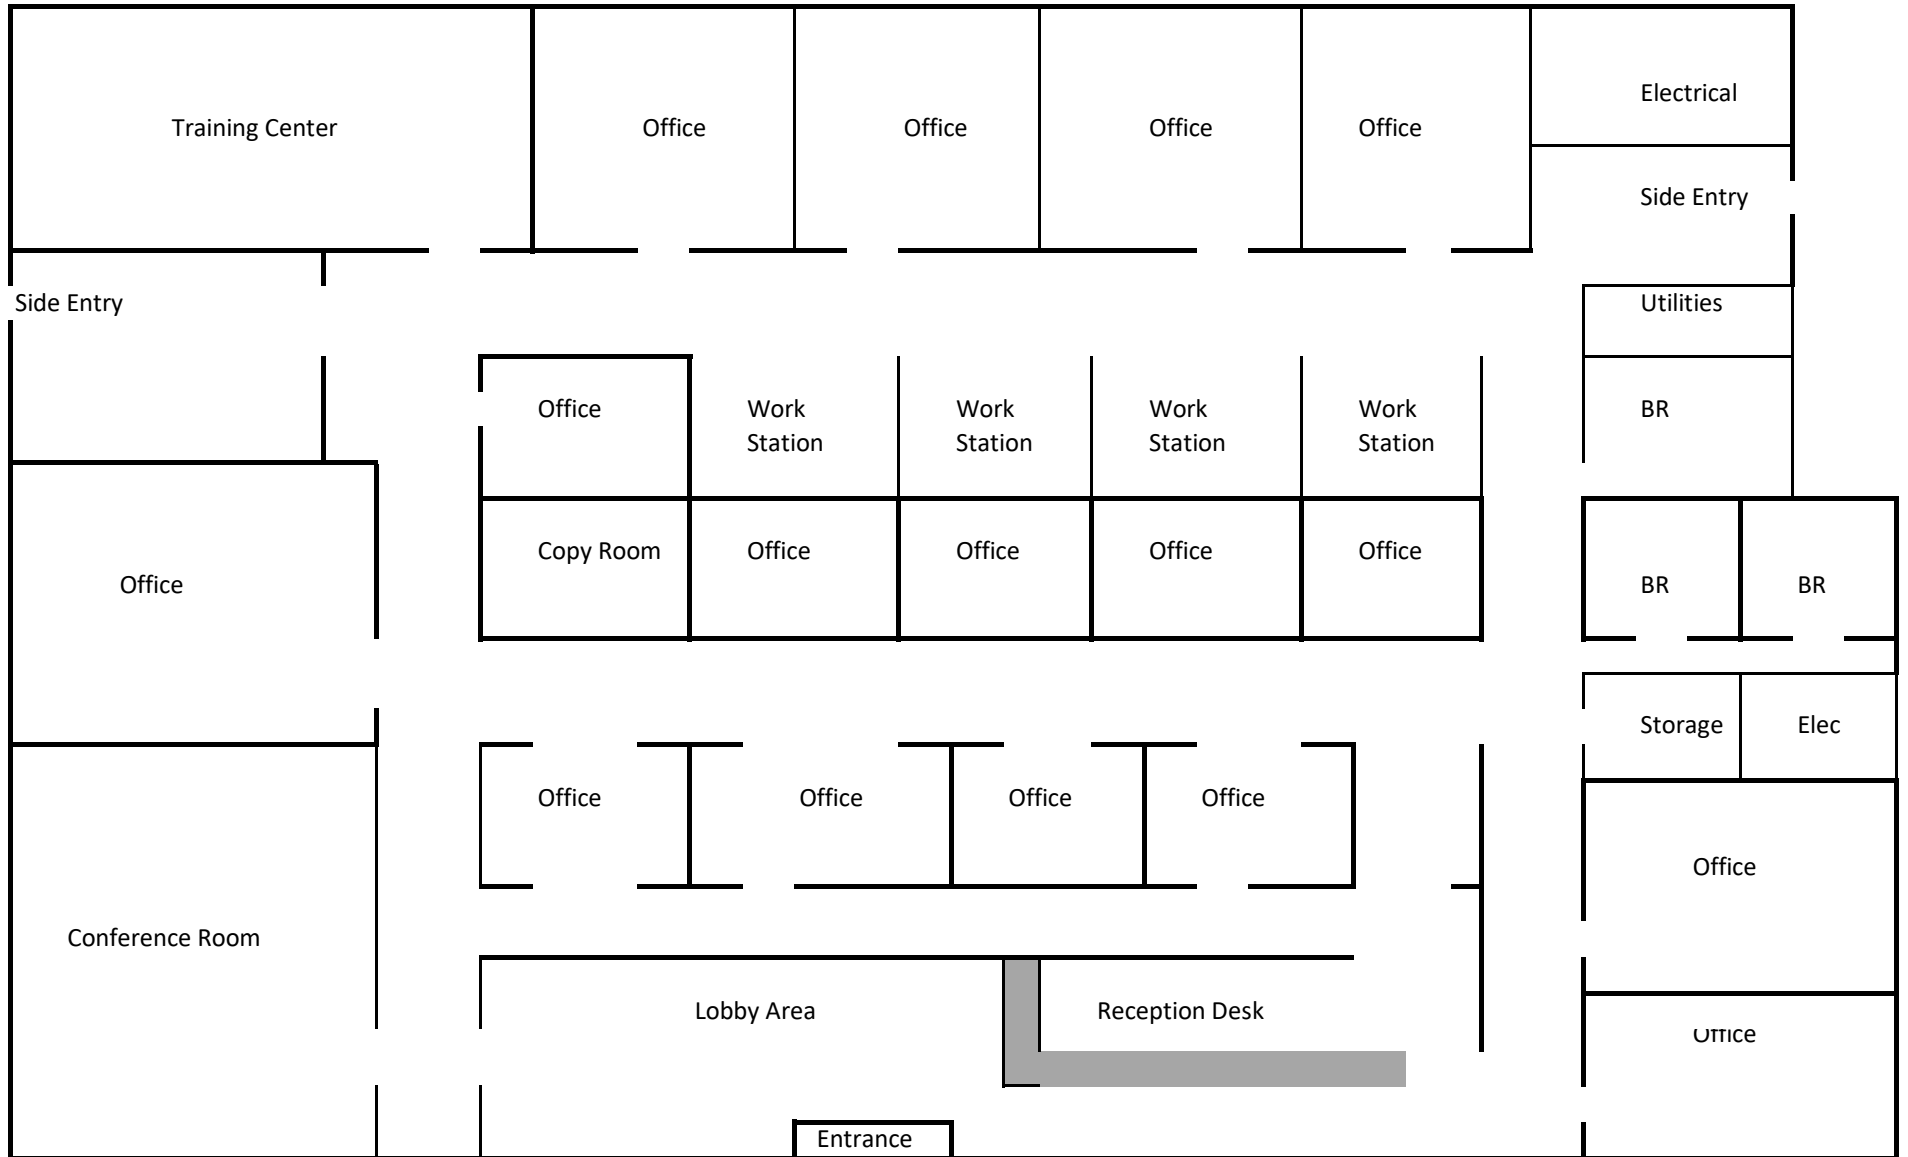 Electrical
Training Center
Office
Office
Office
Office
Side Entry
Side Entry
Utilities
Office
Work
Station
Work
Station
Work
Station
Work
Station
BR
Copy Room
Office
Office
Office
Office
Office
BR
BR
Storage
Elec
Office
Office
Office
Office
Office
Conference Room
Lobby Area
Reception Desk
Office
Entrance